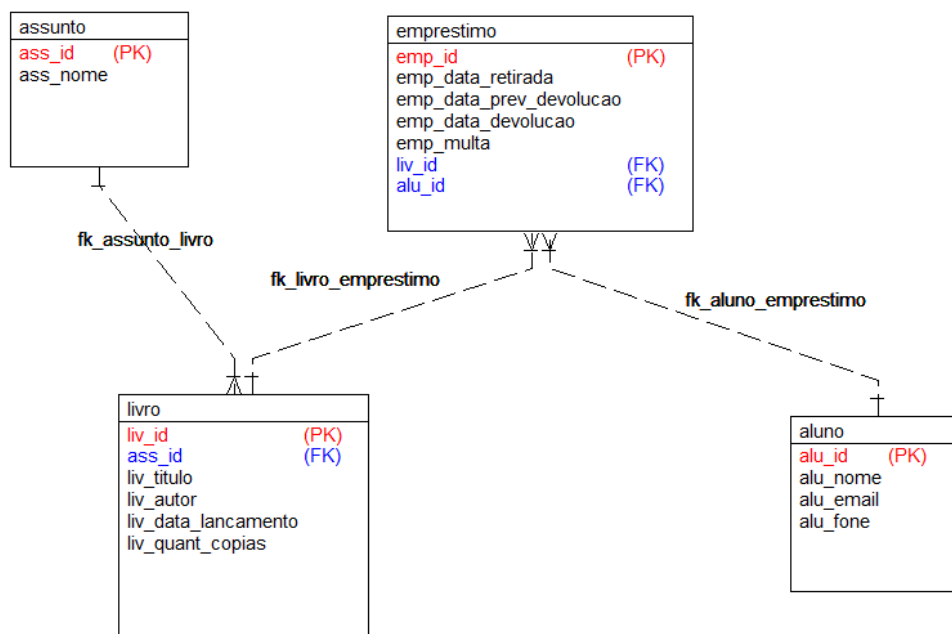 assunto
ass_id (PK)
ass_nome
emprestimo
emp_id (PK)
emp_data_retirada
emp_data_prev_devolucao
emp_data_devolucao
emp_multa
liv_id (FK)
alu_id (FK)
fk_assunto_livro
fk_livro_emprestimo
fk_aluno_emprestimo
livro
liv_id (PK)
ass_id (FK)
liv_titulo
liv_autor
liv_data_lancamento
liv_quant_copias
aluno
alu_id (PK)
alu_nome
alu_email
alu_fone